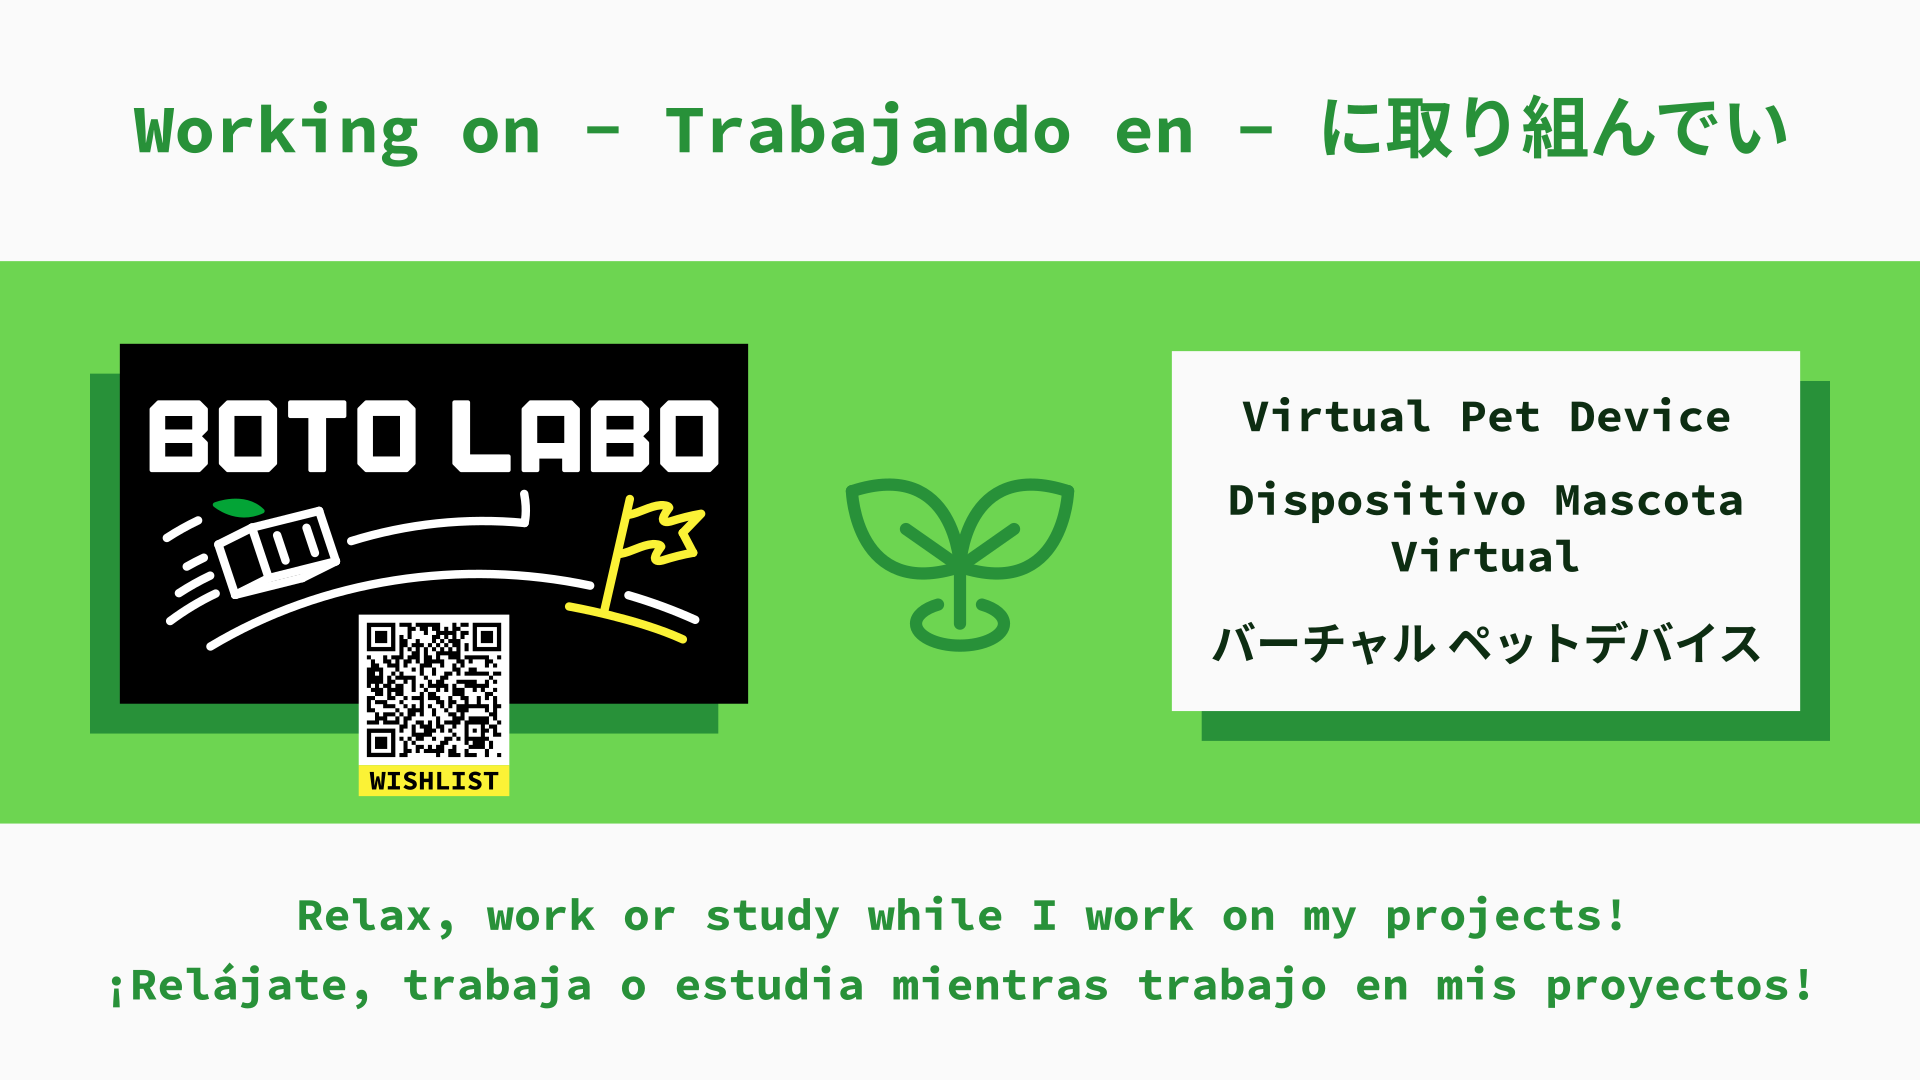 Working on - Trabajando en - に取り組んでい
BOTO LABO
WISHLIST
Virtual Pet Device
Dispositivo Mascota
Virtual
バーチャル ペットデバイス
Relax, work or study while I work on my projects!
¡Relájate, trabaja o estudia mientras trabajo en mis proyectos!